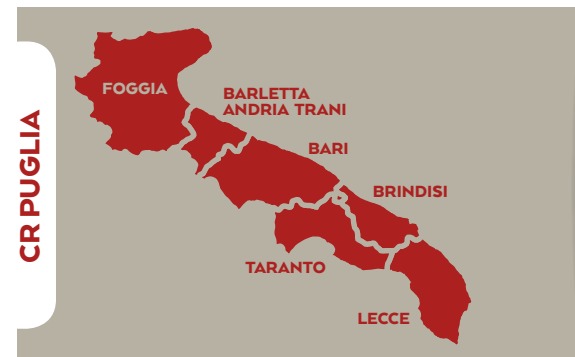 CR PUGLIA
FOGGIA
BARLETTA
ANDRIA TRANI
BARI
BRINDISI
TARANTO
LECCE